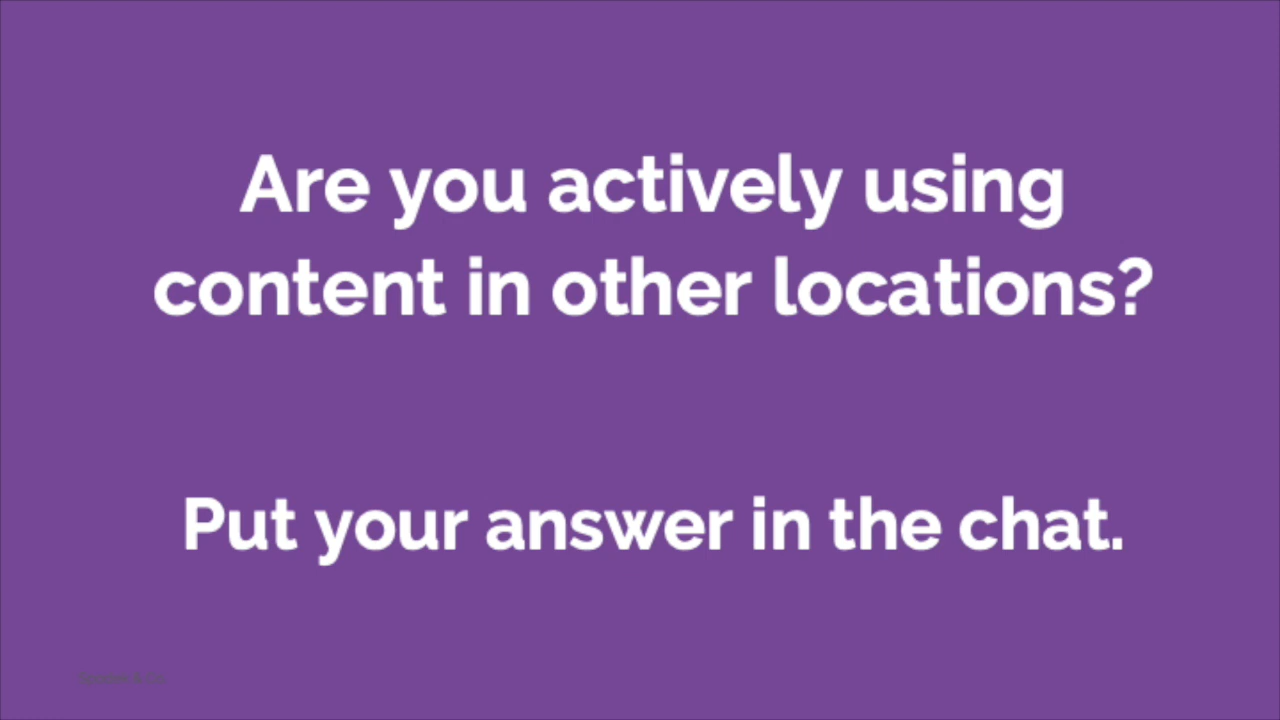 Are you actively using
content in other locations?
Put your answer in the chat.